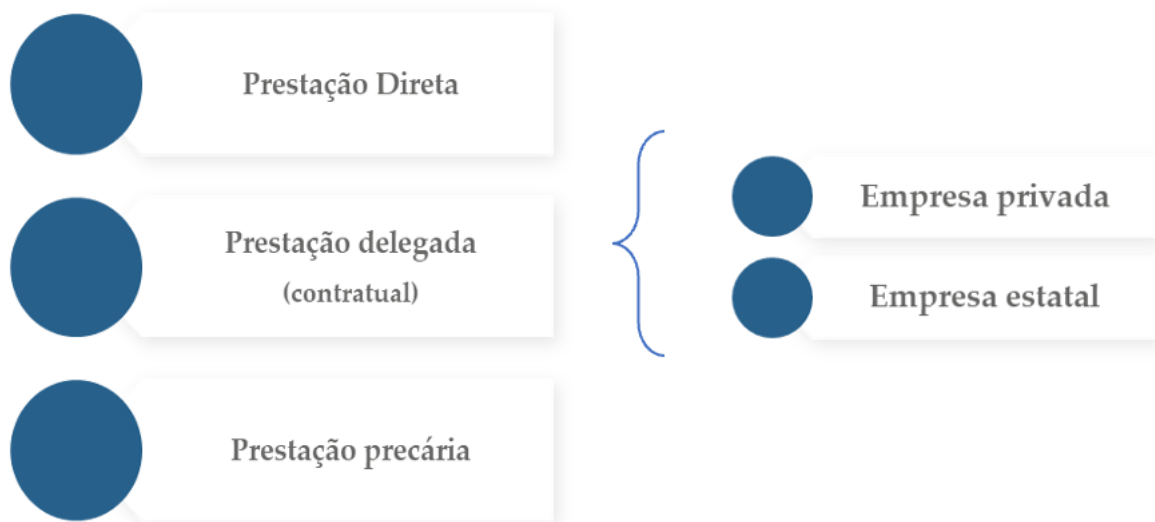 Prestação Direta
Prestação delegada
(contratual)
Prestação precária
Empresa privada
Empresa estatal